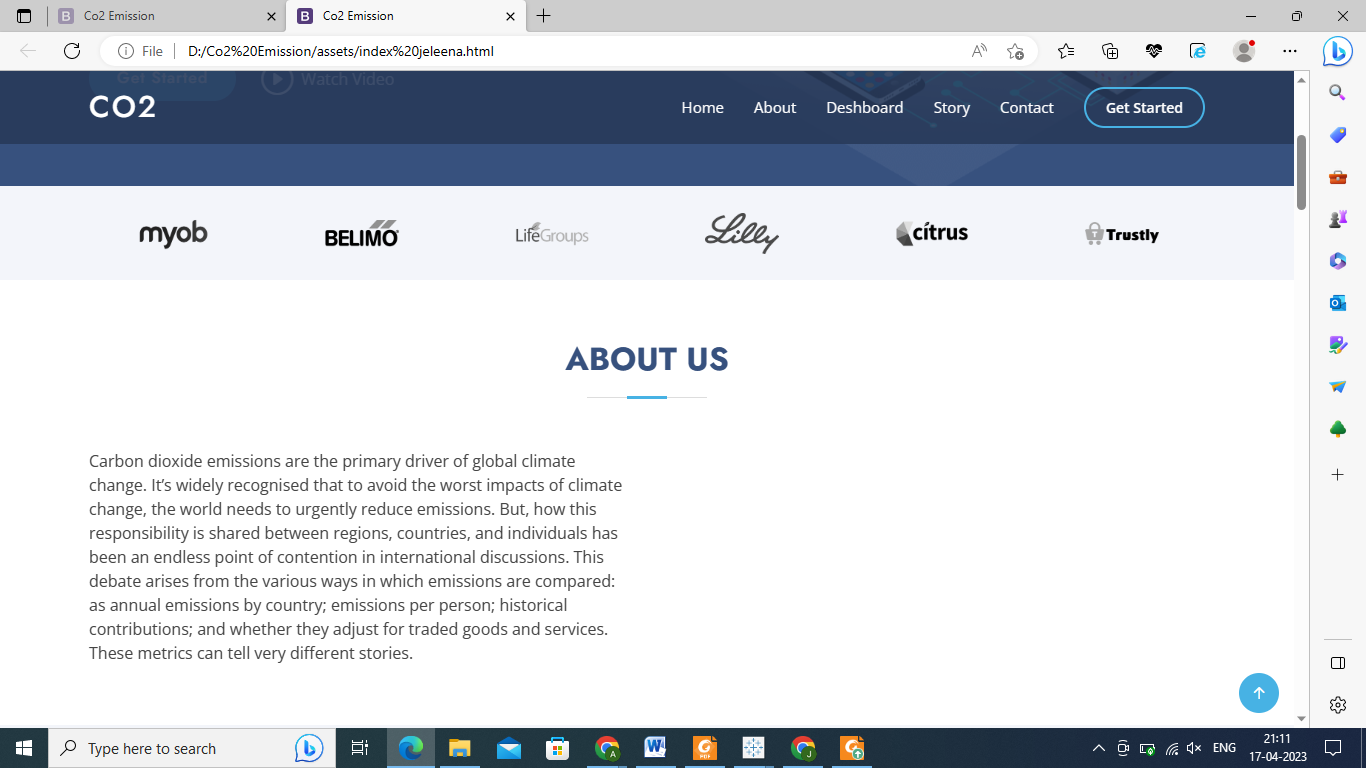 Co2 Emission
Co2 Emission
File
D:/Co2%20Emission/assets/index%20jeleena.html
Get Started
Watch Video
CO2
Home
About
Deshboard
Story
Contact
Get Started
myob
BELIMO
LifeGroups
Lilly
cítrus
Trustly
ABOUT US
Carbon dioxide emissions are the primary driver of global climate
change. It’s widely recognised that to avoid the worst impacts of climate
change, the world needs to urgently reduce emissions. But, how this
responsibility is shared between regions, countries, and individuals has
been an endless point of contention in international discussions. This
debate arises from the various ways in which emissions are compared:
as annual emissions by country; emissions per person; historical
contributions; and whether they adjust for traded goods and services.
These metrics can tell very different stories.
Type here to search
ENG
21:11
17-04-2023